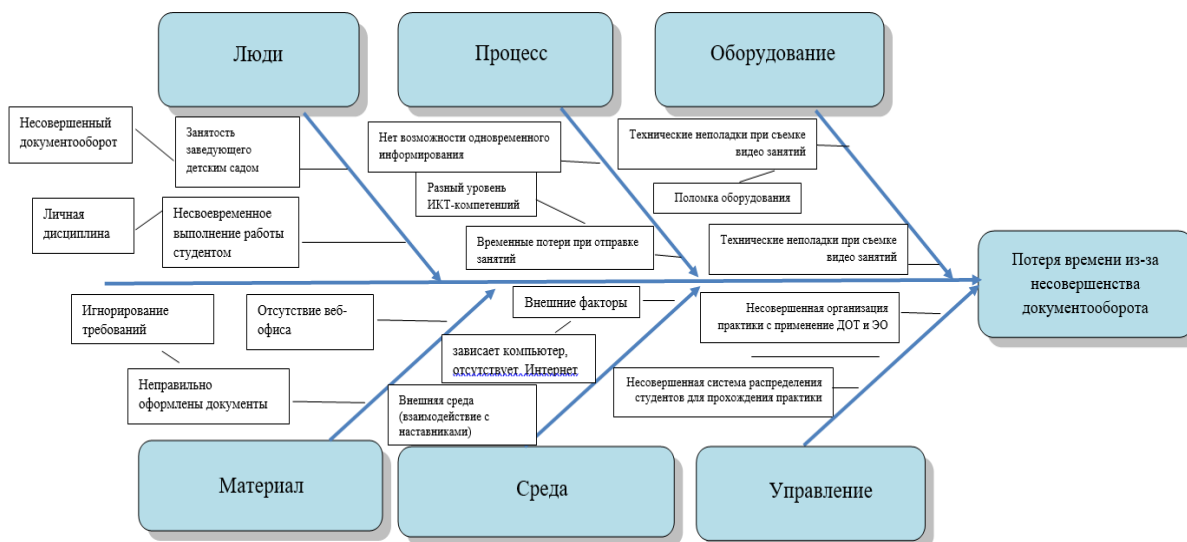 Люди
Процесс
Оборудование
Несовершенный
документооборот
Занятость
заведующего
детским садом
Нет возможности одновременного
информирования
Технические неполадки при съемке
видео занятий
Разный уровень
ИКТ-компетенций
Поломка оборудования
Личная
дисциплина
Несвоевременное
выполнение работы
студентом
Временные потери при отправке
занятий
Технические неполадки при съемке
видео занятий
Потеря времени из-за
несовершенства
документооборота
Игнорирование
требований
Отсутствие веб-
офиса
Внешние факторы
Несовершенная организация
практики с применение ДОТ и ЭО
зависает компьютер,
отсутствует. Интернет
Неправильно
оформлены документы
Внешняя среда
(взаимодействие с
наставниками)
Несовершенная система распределения
студентов для прохождения практики
Материал
Среда
Управление